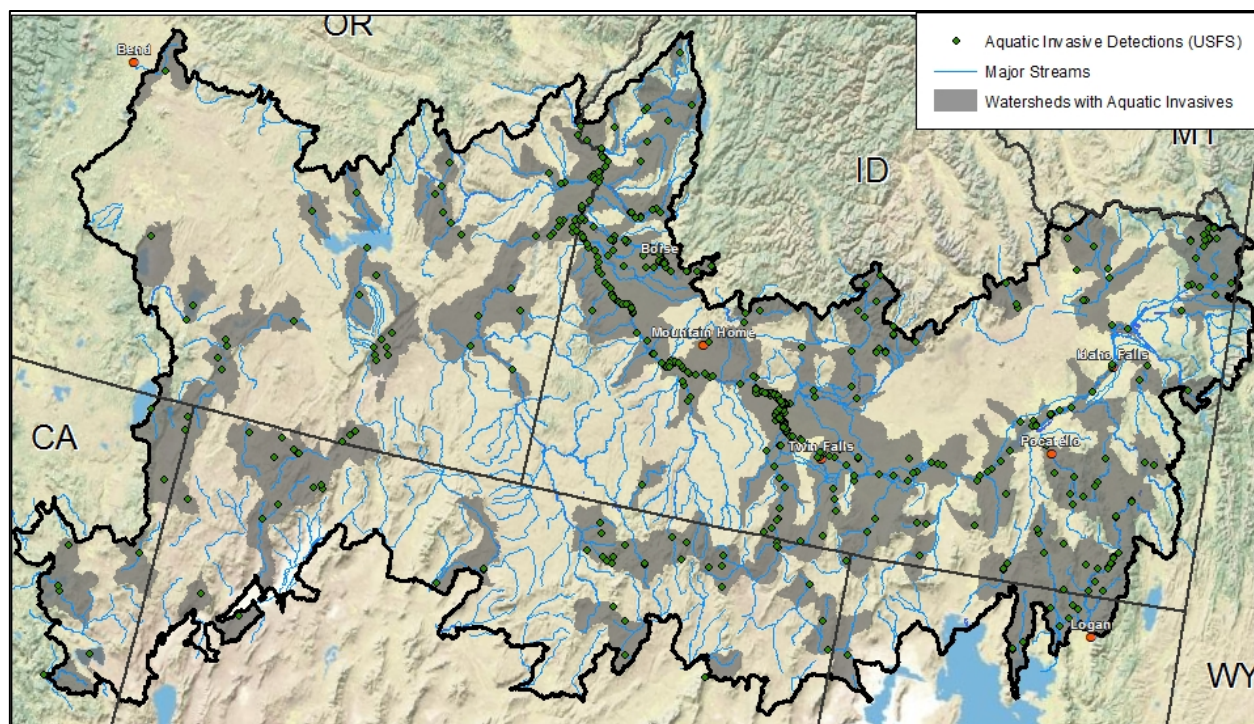 OR
Bend
Aquatic Invasive Detections (USFS)
Major Streams
Watersheds with Aquatic Invasives
MT
ID
Boise
Mountain Home
Idaho Falls
CA
Twin Falls
Pocatello
Logan
WY